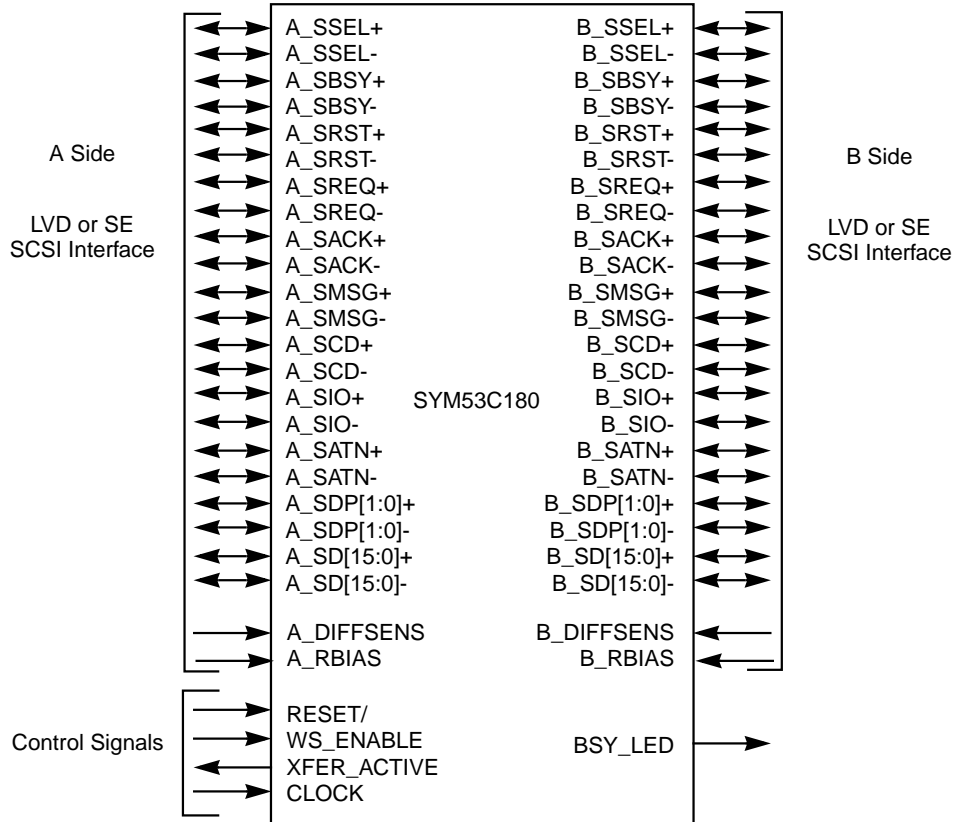 A_SSEL+ B_SSEL+
A_SSEL- B_SSEL-
A_SBSY+ B_SBSY+
A_SBSY- B_SBSY-
A_SRST+ B_SRST+
A Side A_SRST- B_SRST- B Side
A_SREQ+ B_SREQ+
A_SREQ- B_SREQ-
LVD or SE A_SACK+ B_SACK+ LVD or SE
SCSI Interface A_SACK- B_SACK- SCSI Interface
A_SMSG+ B_SMSG+
A_SMSG- B_SMSG-
A_SCD+ B_SCD+
A_SCD- B_SCD-
A_SIO+ SYM53C180 B_SIO+
A_SIO- B_SIO-
A_SATN+ B_SATN+
A_SATN- B_SATN-
A_SDP[1:0]+ B_SDP[1:0]+
A_SDP[1:0]- B_SDP[1:0]-
A_SD[15:0]+ B_SD[15:0]+
A_SD[15:0]- B_SD[15:0]-
A_DIFFSENS B_DIFFSENS
A_RBIAS B_RBIAS
RESET/
Control Signals WS_ENABLE BSY_LED
XFER_ACTIVE
CLOCK